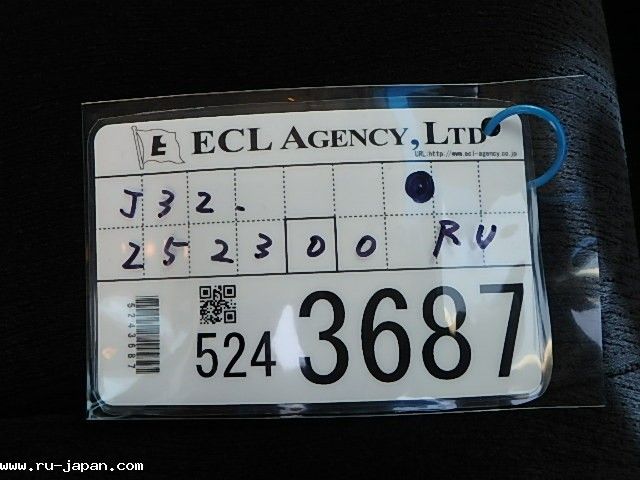 E ECL AGENCY, LTD
URL:http://www.ecl-agency.co.jp
J32-
252300 RU
5243687
524 3687
www.ru-japan.com